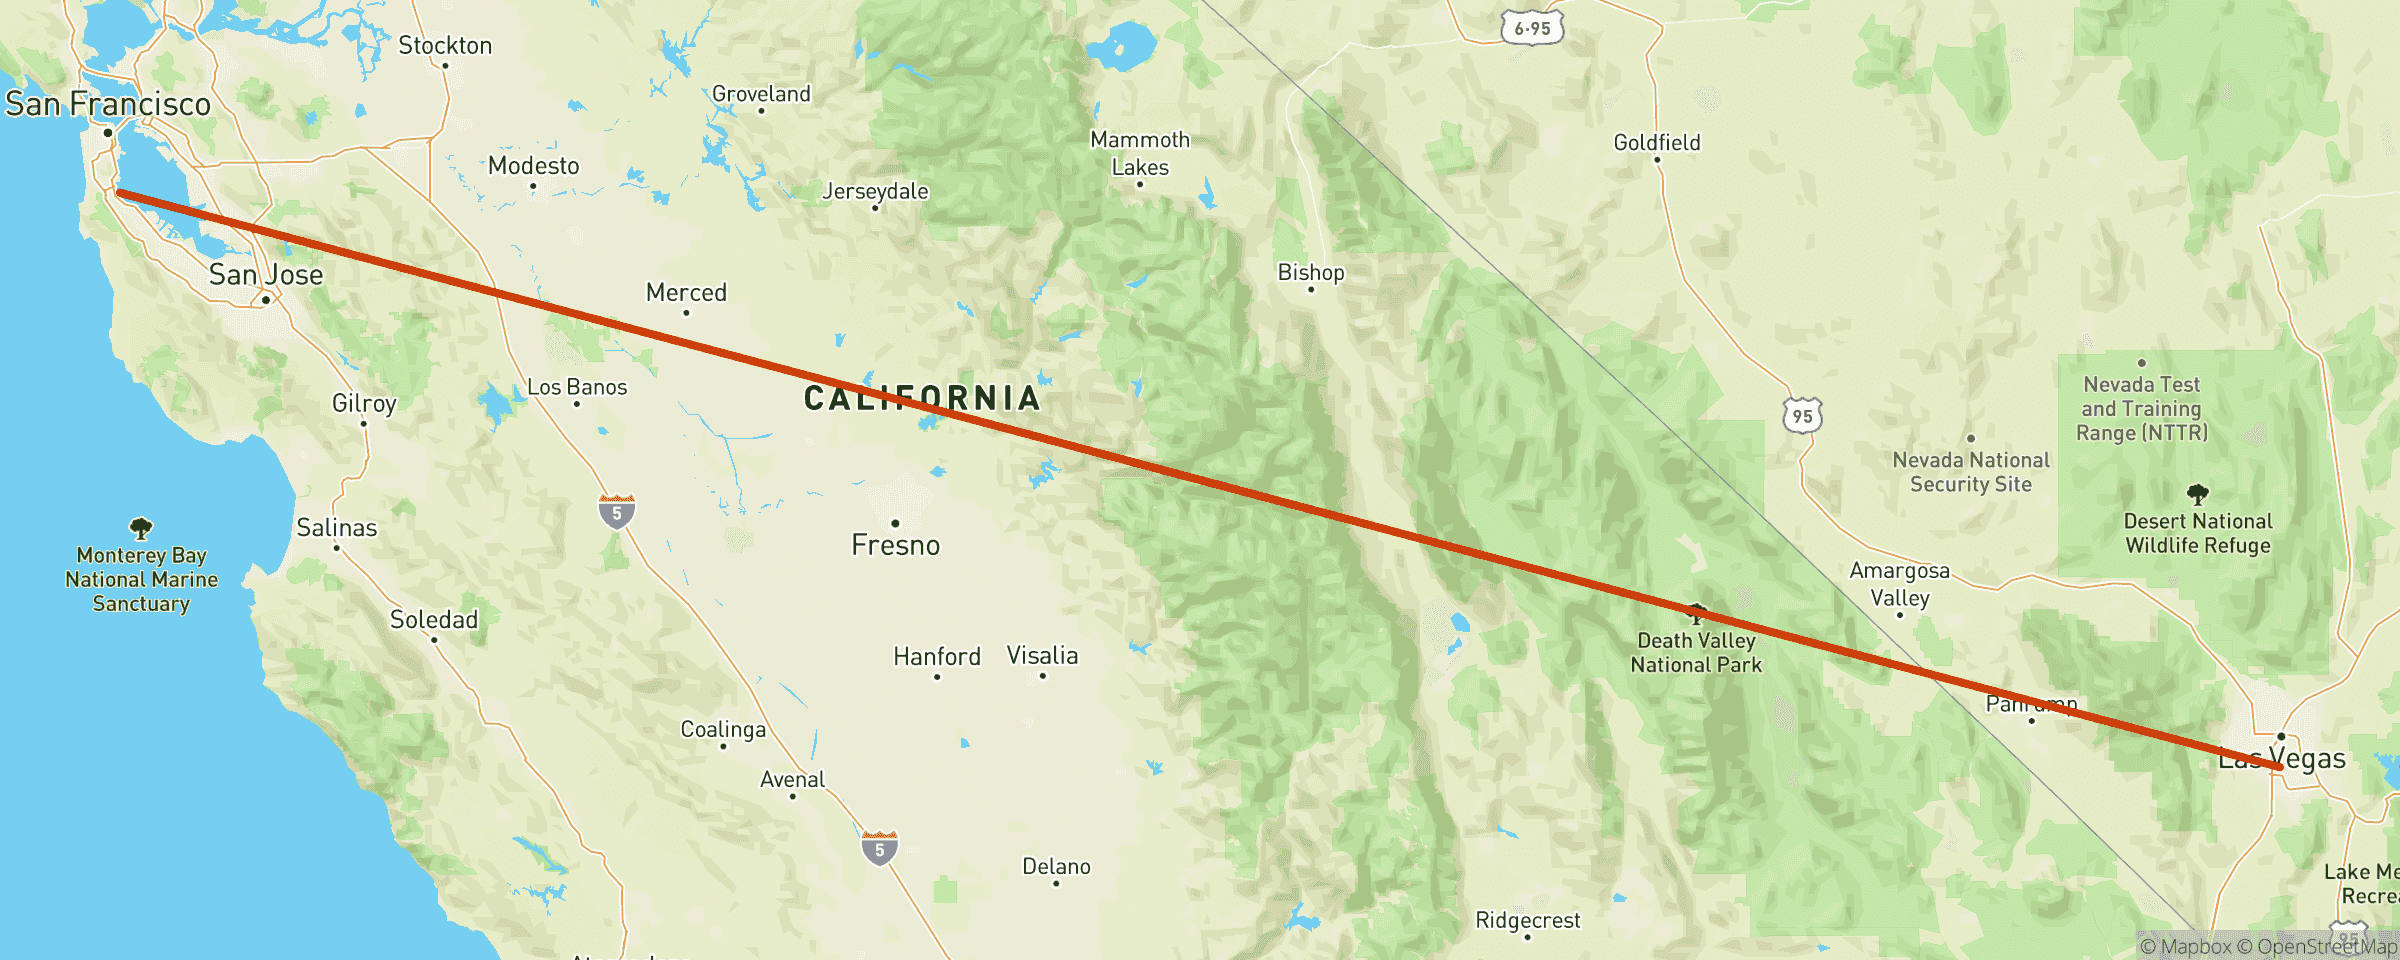 6-95
Stockton
San Francisco
Groveland
Mammoth
Lakes
Goldfield
Modesto
Jerseydale
San Jose
Bishop
Merced
Los Banos
CALIFORNIA
Gilroy
95
Nevada Test
and Training
Range (NTTR)
Nevada National
Security Site
5
Salinas
Fresno
Desert National
Wildlife Refuge
Monterey Bay
National Marine
Sanctuary
Amargosa
Valley
Soledad
Death Valley
National Park
Hanford
Visalia
Pahrump
Coalinga
Las Vegas
Avenal
5
Delano
Lake Me
Ridgecrest
Recrea
95
© Mapbox © OpenStreetMap